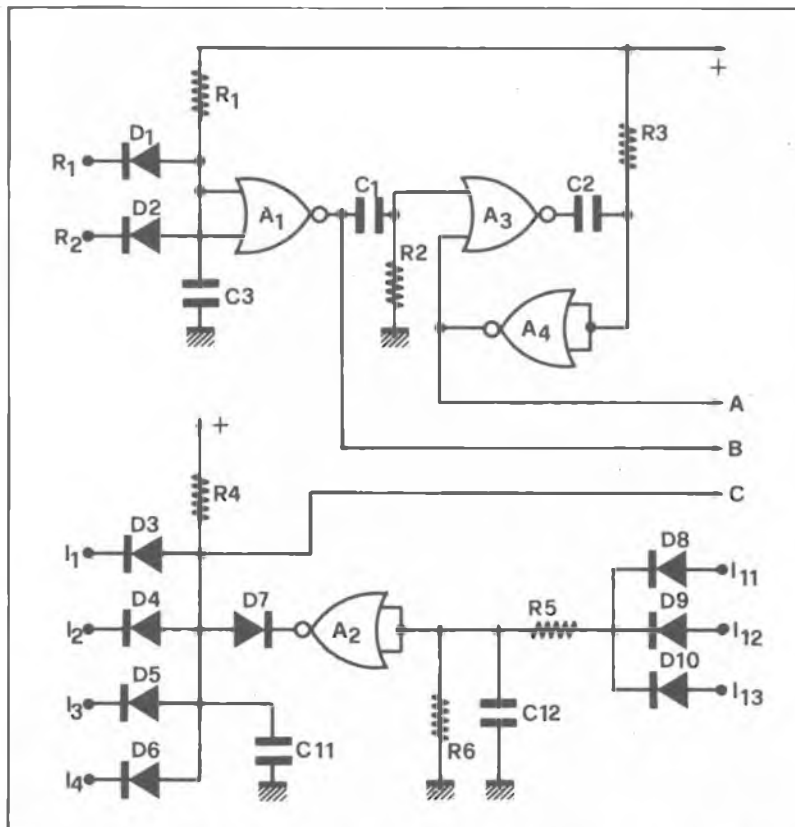 +
R1
R3
D1
R1
C1
A1
A3
C2
D2
R2
R2
C3
A4
A
B
+
R4
C
D3
I1
D8
I11
D4
I2
D7
A2
R5
D9
I12
D5
I3
D10
I13
C12
C11
R6
D6
I4